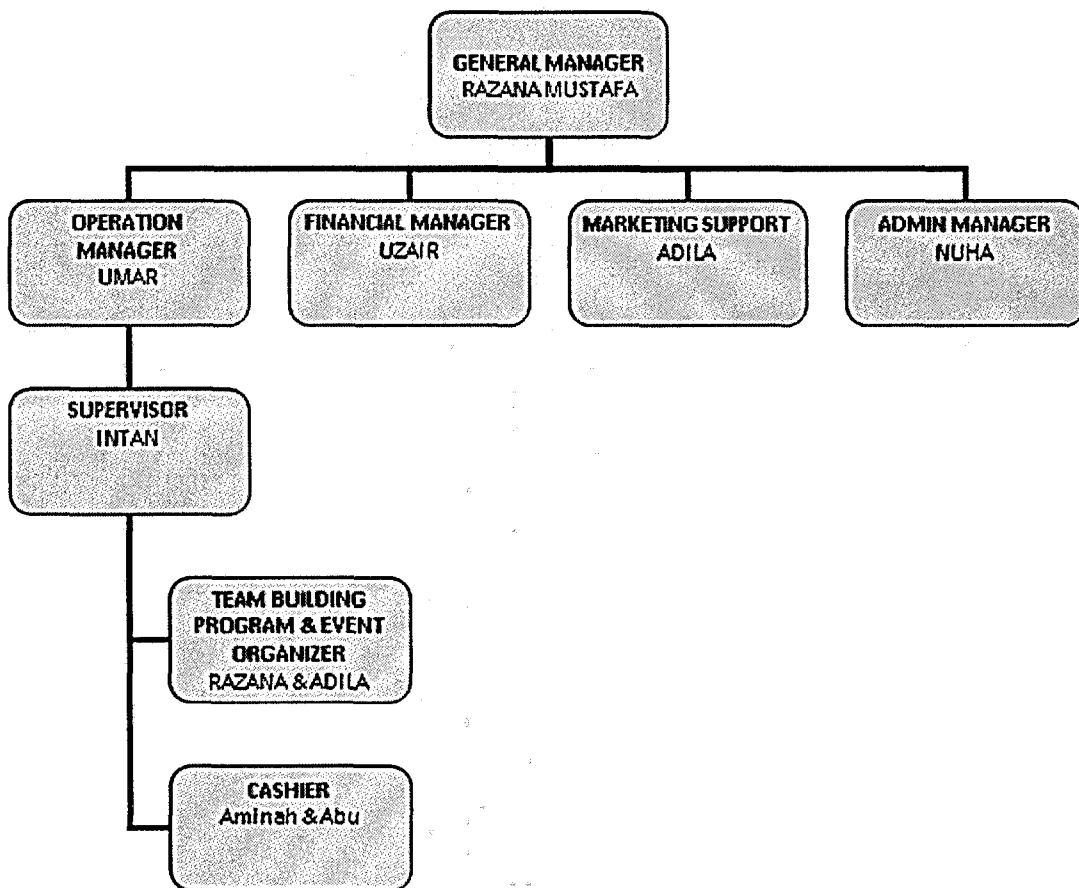 GENERAL MANAGER
RAZANA MUSTAFA
OPERATION
MANAGER
UMAR
FINANCIAL MANAGER
UZAIR
MARKETING SUPPORT
ADILA
ADMIN MANAGER
NUHA
SUPERVISOR
INTAN
TEAM BUILDING
PROGRAM & EVENT
ORGANIZER
RAZANA & ADILA
CASHIER
Aminah & Abu